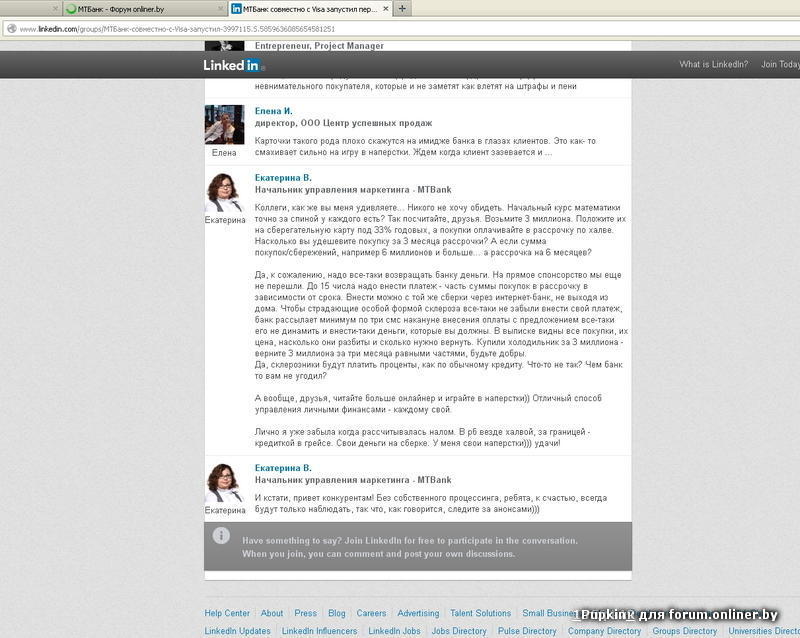 МТБанк - Форум onliner.by
МТБанк совместно с Visa запустил пер...
www.linkedin.com/groups/МТБанк-совместно-с-Visa-запустил-3997115.S.5859636085654581251
Entrepreneur, Project Manager
Linked in
What is LinkedIn?
Join Today
невнимательного покупателя, которые и не заметят как влетят на штрафы и пени
Елена И.
директор, ООО Центр успешных продаж
Карточки такого рода плохо скажутся на имидже банка в глазах клиентов. Это как- то
смахивает сильно на игру в наперстки. Ждем когда клиент зазевается и ...
Елена
Екатерина В.
Начальник управления маркетинга - MTBank
Екатерина
Коллеги, как же вы меня удивляете... Никого не хочу обидеть. Начальный курс математики
точно за спиной у каждого есть? Так посчитайте, друзья. Возьмите 3 миллиона. Положите их
на сберегательную карту под 33% годовых, а покупки оплачивайте в рассрочку по халве.
Насколько вы удешевите покупку за 3 месяца рассрочки? А если сумма
покупок/сбережений, например 6 миллионов и больше... а рассрочка на 6 месяцев?
Да, к сожалению, надо все-таки возвращать банку деньги. На прямое спонсорство мы еще
не перешли. До 15 числа надо внести платеж - часть суммы покупок в рассрочку в
зависимости от срока. Внести можно с той же сберки через интернет-банк, не выходя из
дома. Чтобы страдающие особой формой склероза все-таки не забыли внести свой платеж,
банк рассылает минимум по три смс накануне внесения оплаты с предложением все-таки
его не динамить и внести-таки деньги, которые вы должны. В выписке видны все покупки, их
цена, насколько они разбиты и сколько нужно вернуть. Купили холодильник за 3 миллиона -
верните 3 миллиона за три месяца равными частями, будьте добры.
Да, склерозники будут платить проценты, как по обычному кредиту. Что-то не так? Чем банк
то вам не угодил?
А вообще, друзья, читайте больше онлайнер и играйте в наперстки)) Отличный способ
управления личными финансами - каждому свой.
Лично я уже забыла когда рассчитывалась налом. В рб везде халвой, за границей -
кредиткой в грейсе. Свои деньги на сберке. У меня свои наперстки))) удачи!
Екатерина В.
Начальник управления маркетинга - MTBank
Екатерина
И кстати, привет конкурентам! Без собственного процессинга, ребята, к счастью, всегда
будут только наблюдать, так что, как говорится, следите за анонсами)))
Have something to say? Join LinkedIn for free to participate in the conversation.
When you join, you can comment and post your own discussions.
Help Center About Press Blog Careers Advertising Talent Solutions Small Busine
_PupkinR_ для forum.onliner.by
LinkedIn Updates LinkedIn Influencers LinkedIn Jobs Jobs Directory Pulse Directory Company Directory Groups Directory Universities Directo